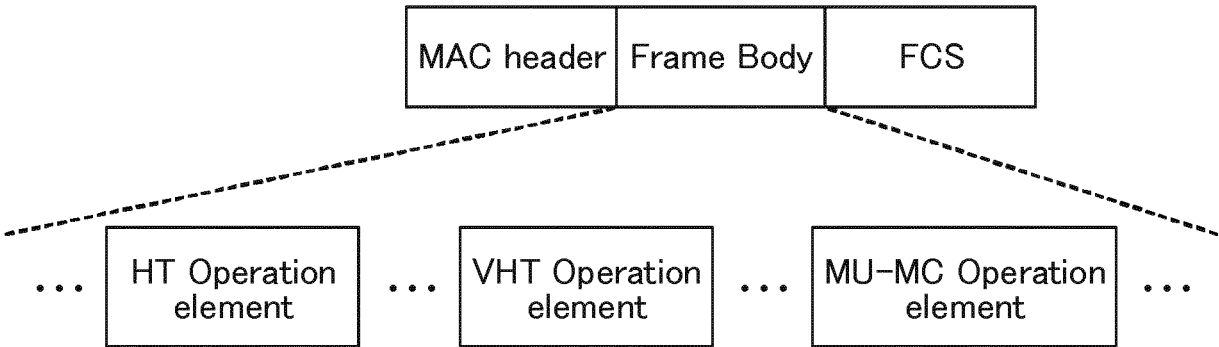 MAC header Frame Body FCS
... HT Operation ... VHT Operation ... MU-MC Operation ...
element element element